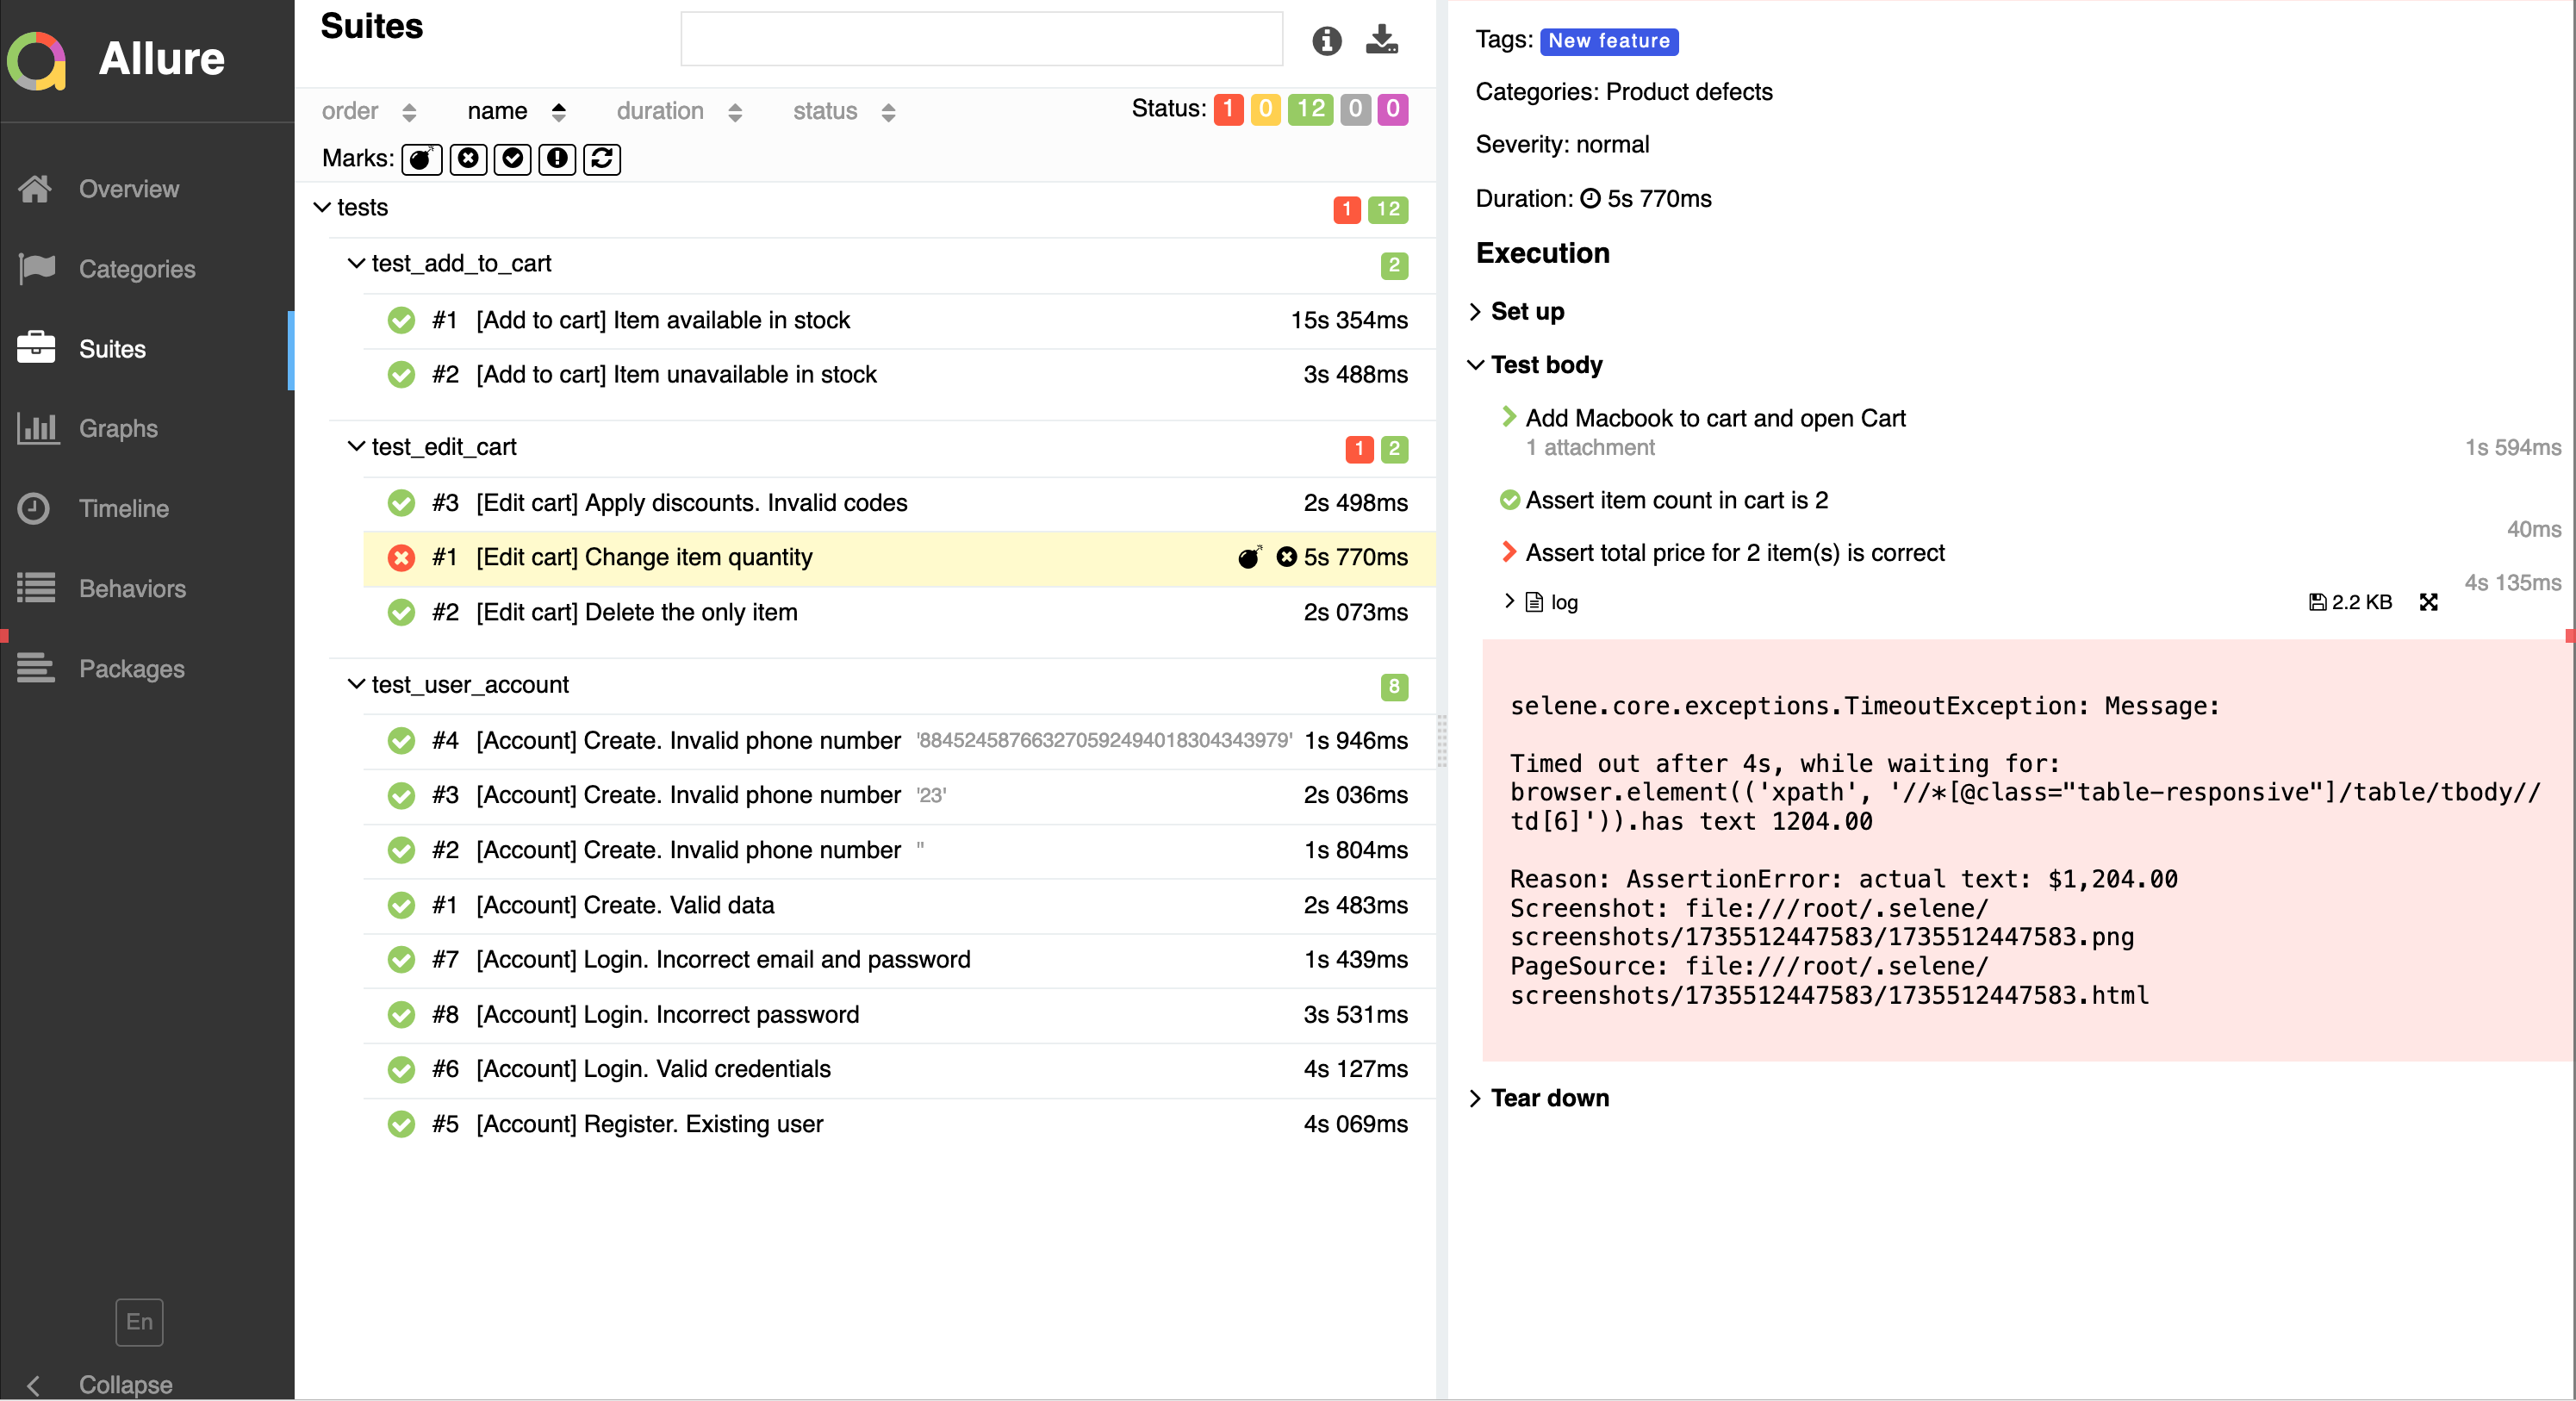 Allure
Overview
Categories
Suites
Graphs
Timeline
Behaviors
Packages
En
Collapse
Suites
order name duration status
Status: 1 0 12 0 0
Marks:
tests 1 12
test_add_to_cart 2
#1 [Add to cart] Item available in stock 15s 354ms
#2 [Add to cart] Item unavailable in stock 3s 488ms
test_edit_cart 1 2
#3 [Edit cart] Apply discounts. Invalid codes 2s 498ms
#1 [Edit cart] Change item quantity 5s 770ms
#2 [Edit cart] Delete the only item 2s 073ms
test_user_account 8
#4 [Account] Create. Invalid phone number '884524587663270592494018304343979' 1s 946ms
#3 [Account] Create. Invalid phone number '23' 2s 036ms
#2 [Account] Create. Invalid phone number '' 1s 804ms
#1 [Account] Create. Valid data 2s 483ms
#7 [Account] Login. Incorrect email and password 1s 439ms
#8 [Account] Login. Incorrect password 3s 531ms
#6 [Account] Login. Valid credentials 4s 127ms
#5 [Account] Register. Existing user 4s 069ms
Tags: New feature
Categories: Product defects
Severity: normal
Duration: 5s 770ms
Execution
Set up
Test body
Add Macbook to cart and open Cart
1 attachment 1s 594ms
Assert item count in cart is 2
40ms
Assert total price for 2 item(s) is correct
4s 135ms
log 2.2 KB
selene.core.exceptions.TimeoutException: Message:
Timed out after 4s, while waiting for:
browser.element(('xpath', '//*[@class="table-responsive"]/table/tbody//
td[6]')).has text 1204.00
Reason: AssertionError: actual text: $1,204.00
Screenshot: file:///root/.selene/
screenshots/1735512447583/1735512447583.png
PageSource: file:///root/.selene/
screenshots/1735512447583/1735512447583.html
Tear down